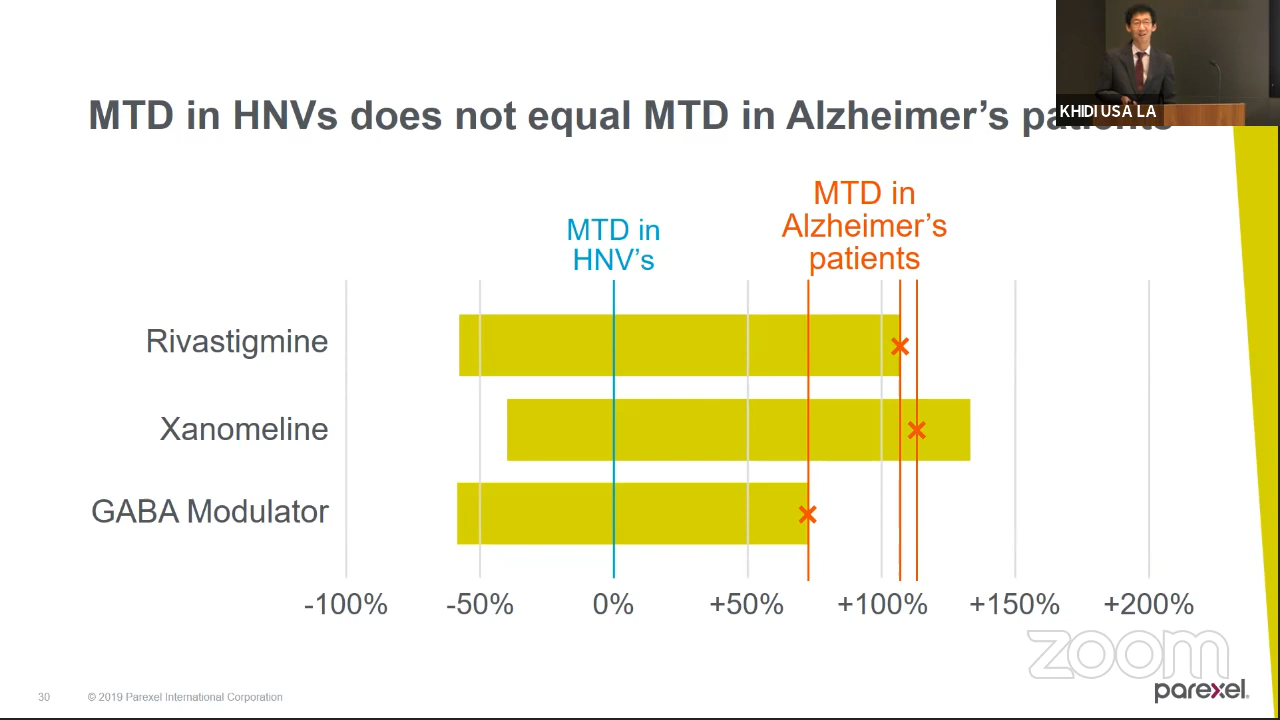 KHIDI USA LA
MTD in HNVs does not equal MTD in Alzheimer's patients
MTD in
HNV's
MTD in
Alzheimer's
patients
Rivastigmine
Xanomeline
GABA Modulator
-100%
-50%
0%
+50%
+100%
+150%
+200%
zoom
parexel.
30
© 2019 Parexel International Corporation